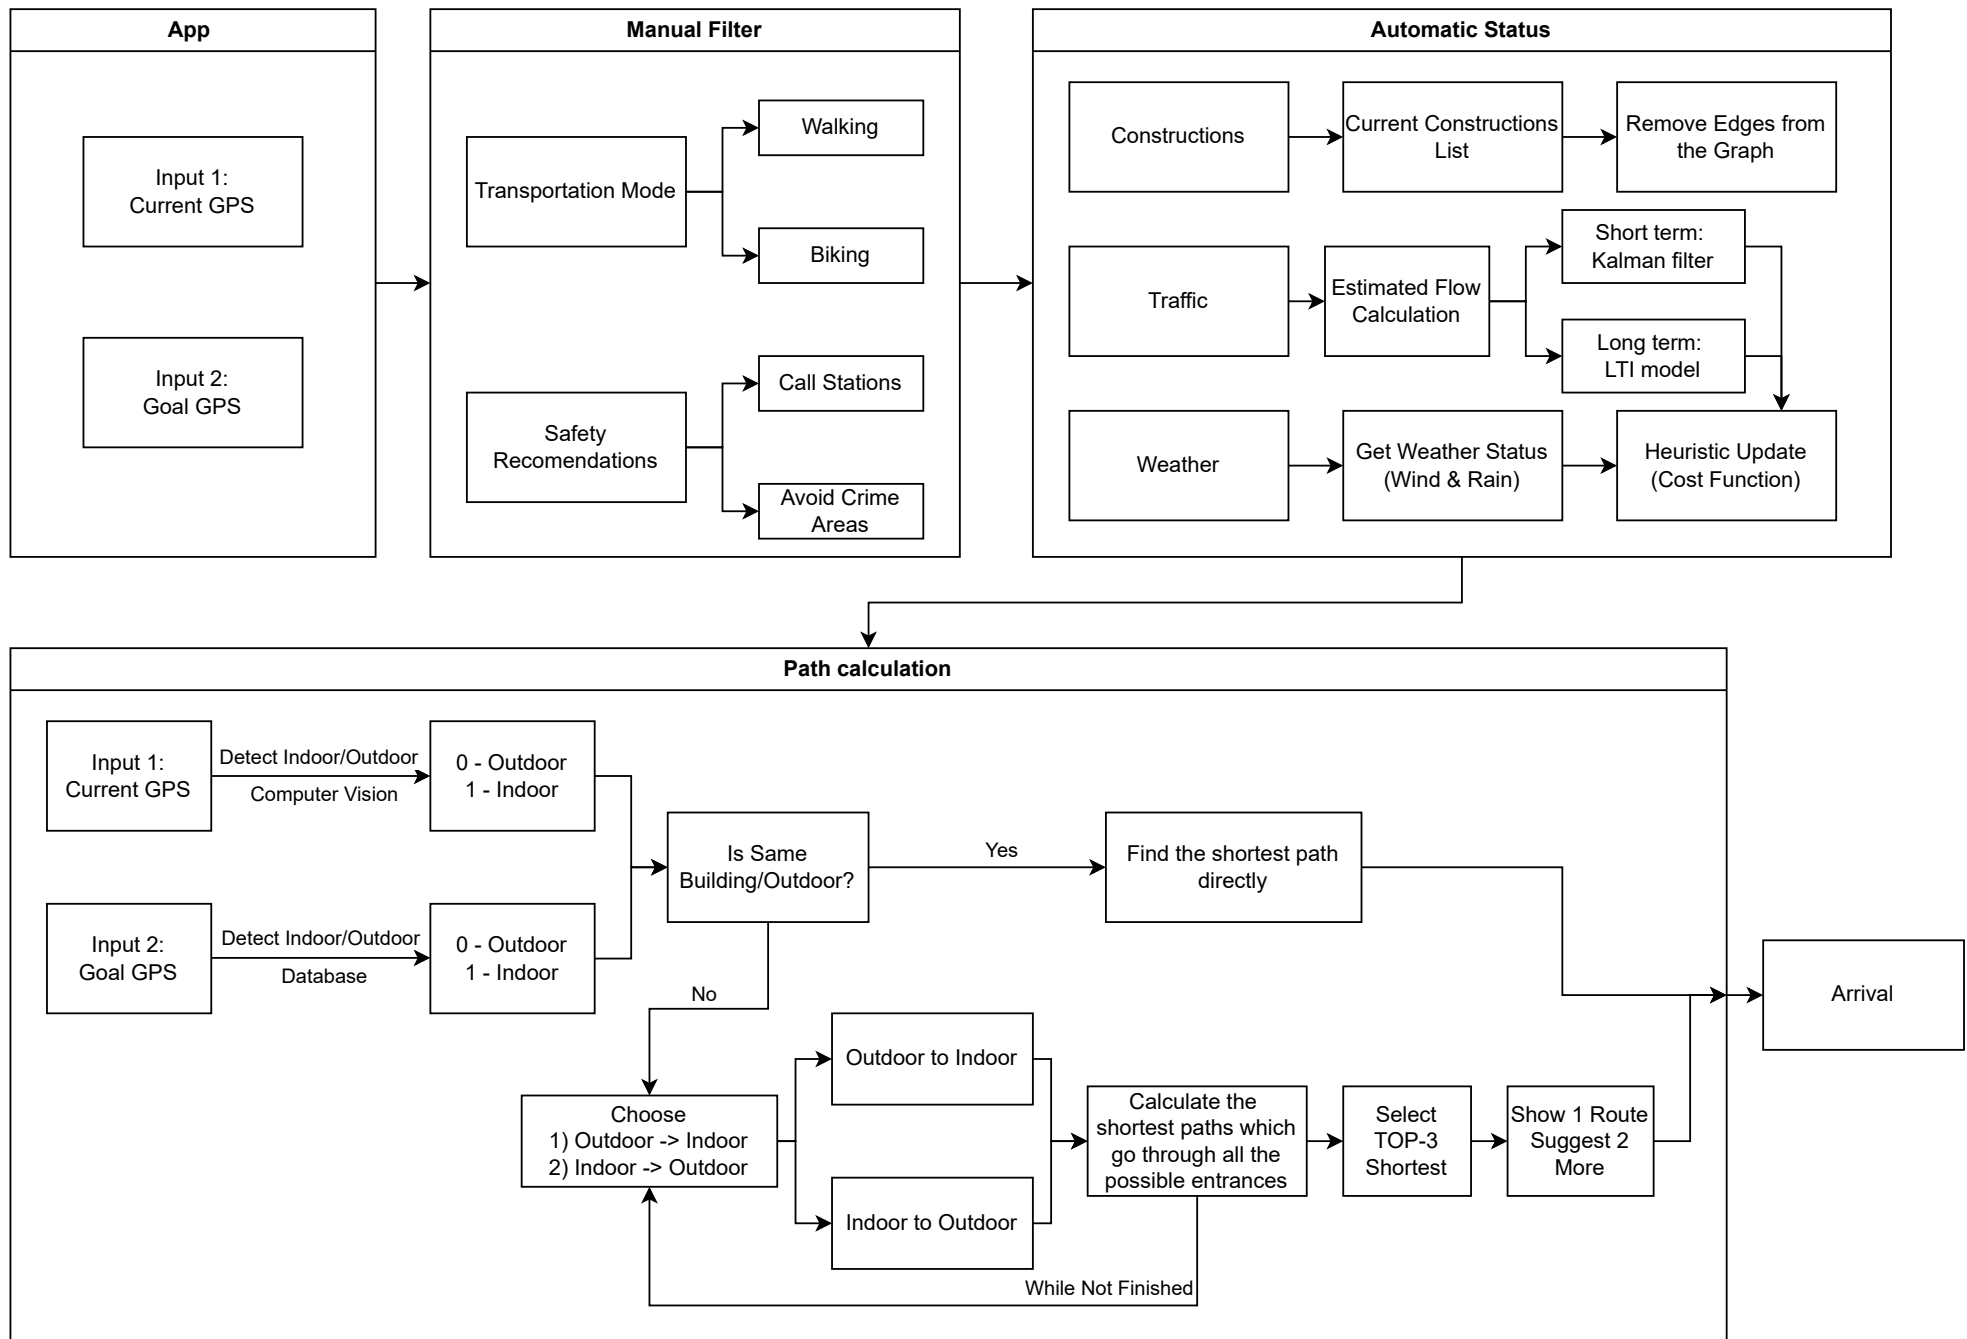 App
Input 1:
Current GPS
Input 2:
Goal GPS
Manual Filter
Transportation Mode
Walking
Biking
Safety
Recomendations
Call Stations
Avoid Crime
Areas
Automatic Status
Constructions
Current Constructions
List
Remove Edges from
the Graph
Traffic
Estimated Flow
Calculation
Short term:
Kalman filter
Long term:
LTI model
Weather
Get Weather Status
(Wind & Rain)
Heuristic Update
(Cost Function)
Path calculation
Input 1:
Current GPS
Detect Indoor/Outdoor
Computer Vision
0 - Outdoor
1 - Indoor
Input 2:
Goal GPS
Detect Indoor/Outdoor
Database
0 - Outdoor
1 - Indoor
Is Same
Building/Outdoor?
Yes
Find the shortest path
directly
No
Choose
1) Outdoor -> Indoor
2) Indoor -> Outdoor
Outdoor to Indoor
Indoor to Outdoor
Calculate the
shortest paths which
go through all the
possible entrances
While Not Finished
Select
TOP-3
Shortest
Show 1 Route
Suggest 2
More
Arrival